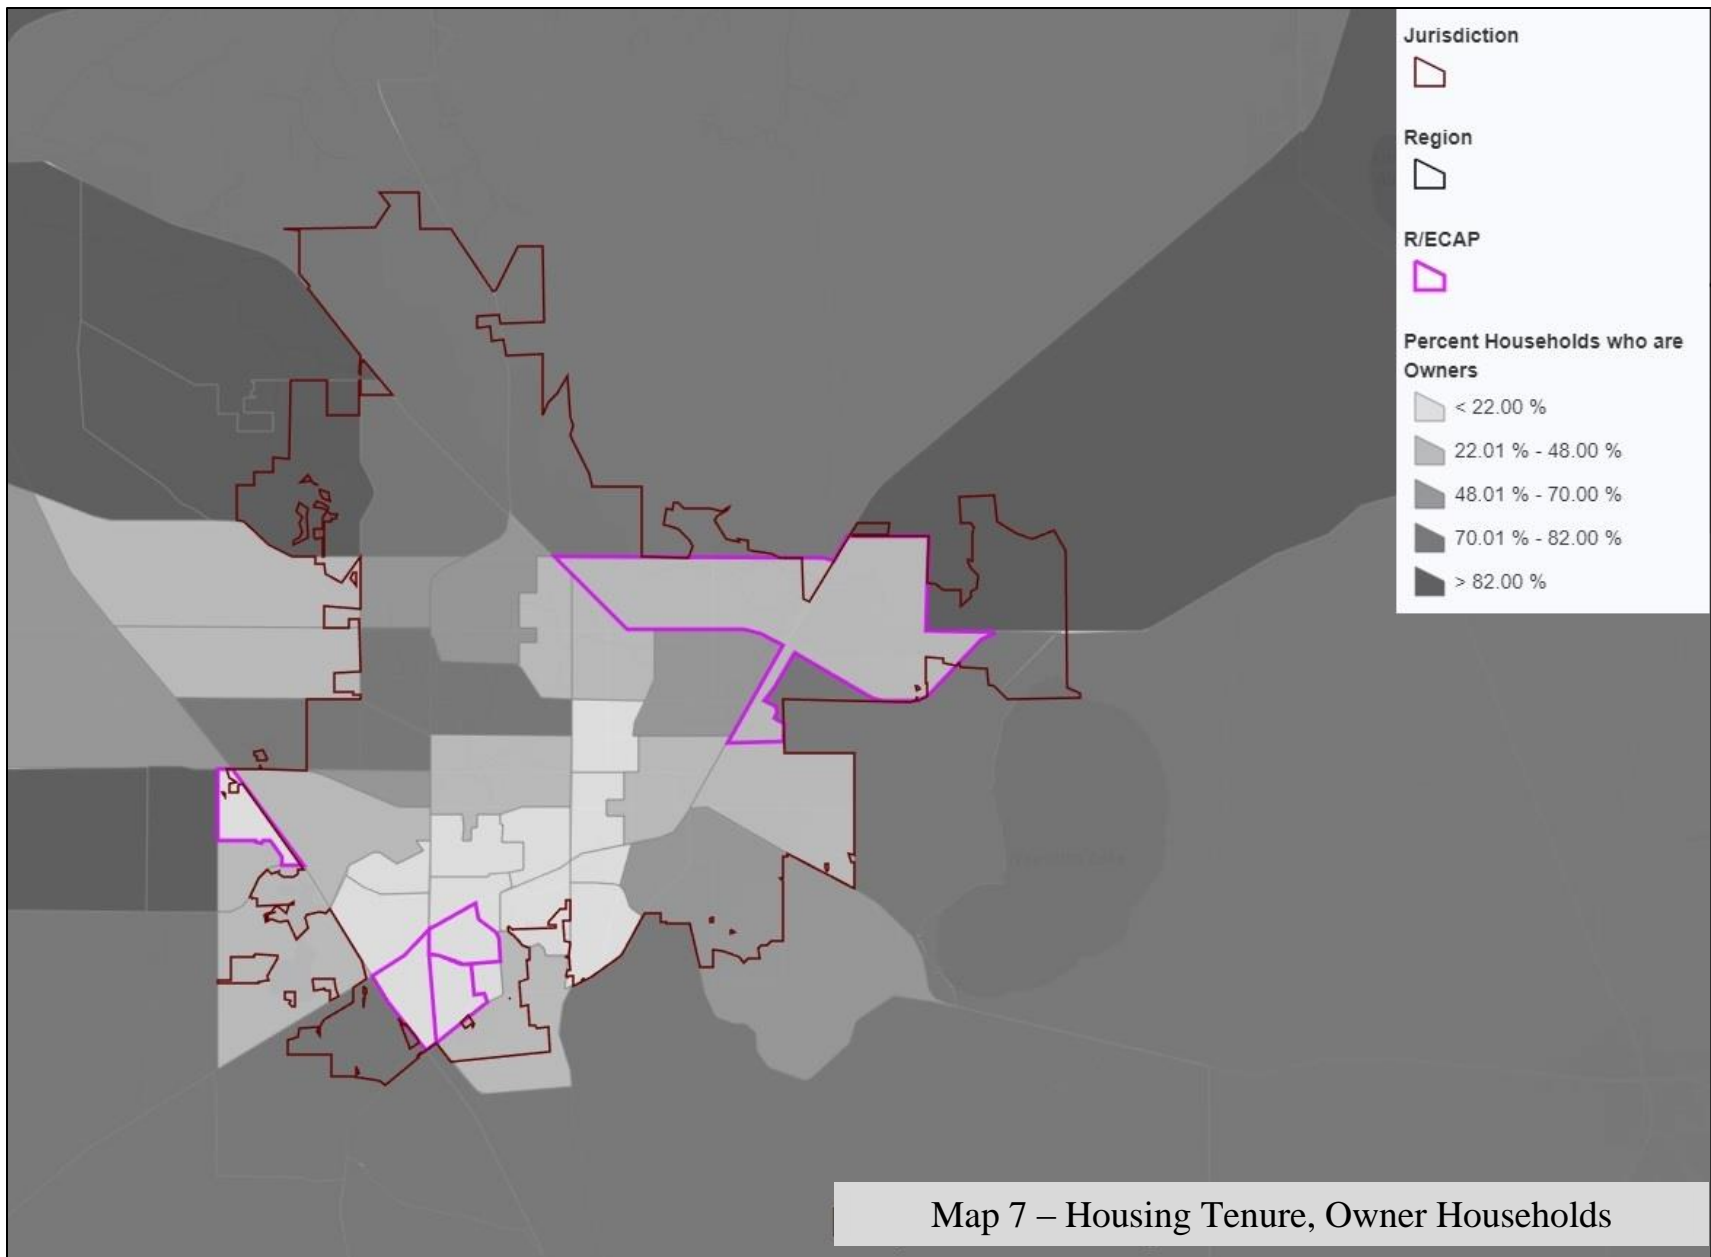 Jurisdiction
Region
R/ECAP
Percent Households who are
Owners
< 22.00 %
22.01 % - 48.00 %
48.01 % - 70.00 %
70.01 % - 82.00 %
> 82.00 %
Map 7 – Housing Tenure, Owner Households